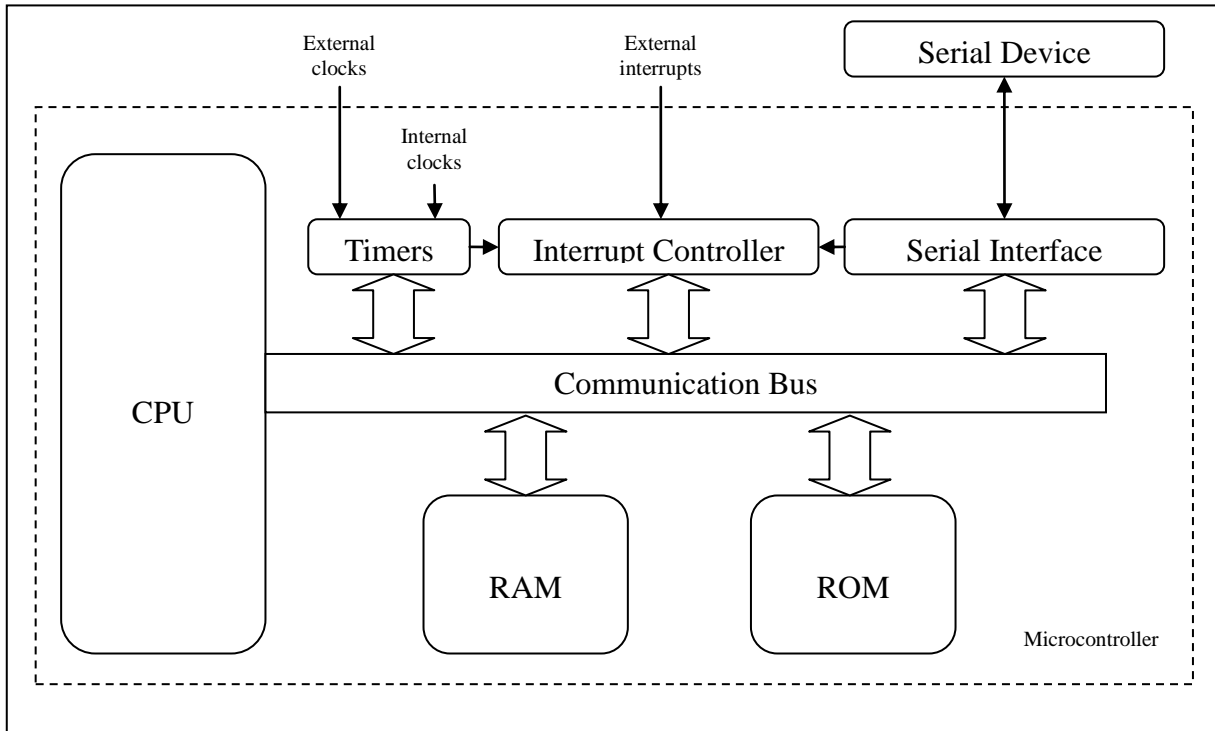 External
clocks
External
interrupts
Serial Device
Internal
clocks
Timers
Interrupt Controller
Serial Interface
Communication Bus
CPU
RAM
ROM
Microcontroller